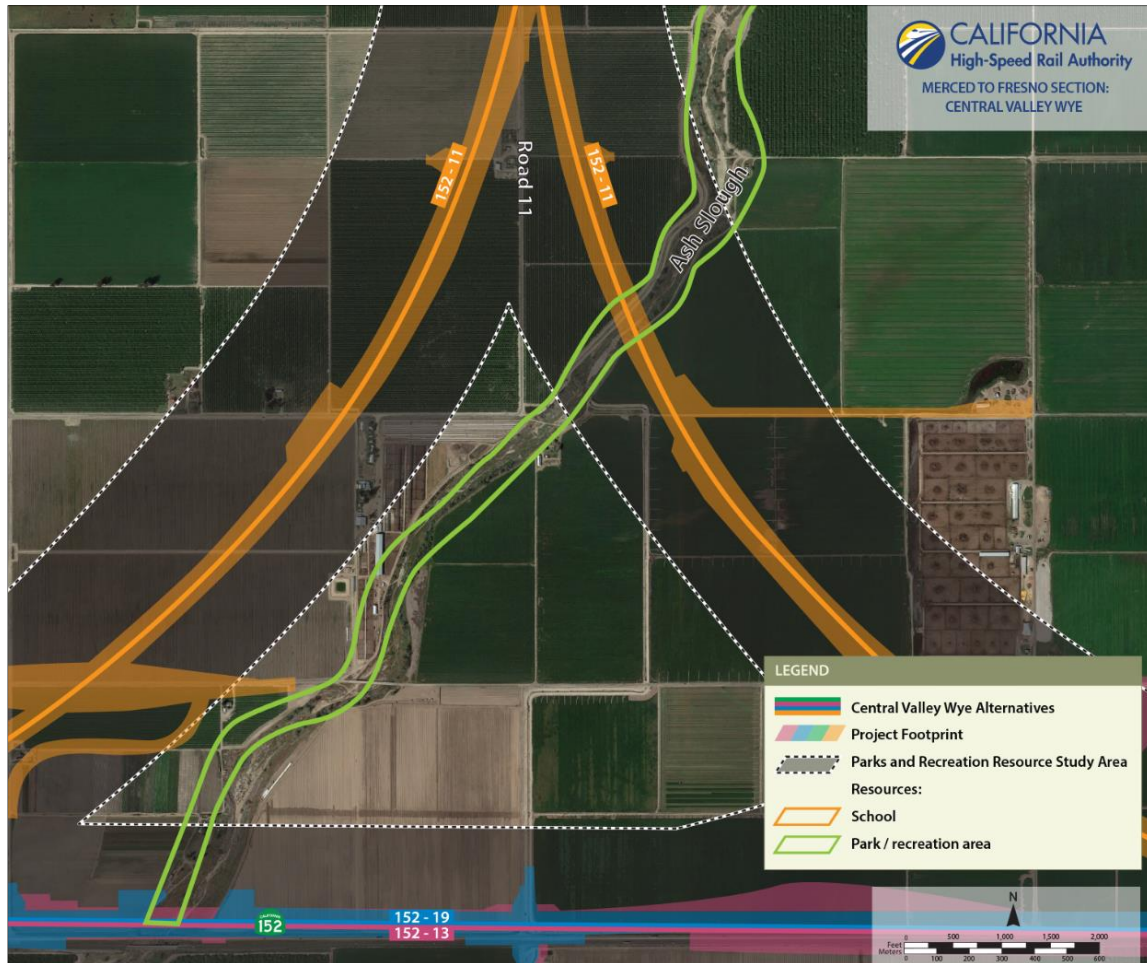 CALIFORNIA
High-Speed Rail Authority
MERCED TO FRESNO SECTION:
CENTRAL VALLEY WYE
152 - 11
Road 11
152 - 11
Ash Slough
LEGEND
Central Valley Wye Alternatives
Project Footprint
Parks and Recreation Resource Study Area
Resources:
School
Park / recreation area
CALIFORNIA
152
152 - 19
152 - 13
N
0 500 1,000 1,500 2,000
Feet
Meters
0 100 200 300 400 500 600